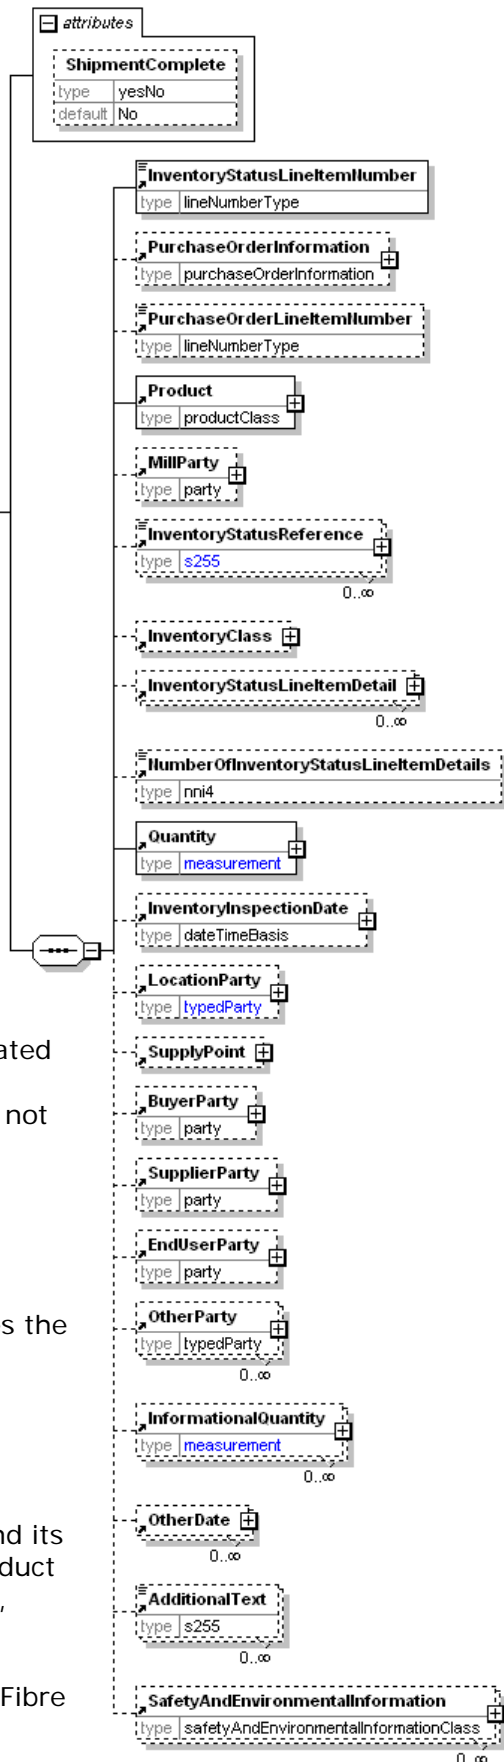 attributes
ShipmentComplete
type yesNo
default No
InventoryStatusLineItemNumber
type lineNumberType
PurchaseOrderInformation
type purchaseOrderInformation
PurchaseOrderLineItemNumber
type lineNumberType
Product
type productClass
MillParty
type party
InventoryStatusReference
type s255
0..∞
InventoryClass
InventoryStatusLineItemDetail
0..∞
NumberOfInventoryStatusLineItemDetails
type nni4
Quantity
type measurement
InventoryInspectionDate
type dateTimeBasis
LocationParty
type typedParty
ated
SupplyPoint
not
BuyerParty
type party
SupplierParty
type party
EndUserParty
type party
s the
OtherParty
type typedParty
0..∞
InformationalQuantity
type measurement
0..∞
nd its
OtherDate
0..∞
duct
,
AdditionalText
type s255
0..∞
Fibre
SafetyAndEnvironmentalInformation
type safetyAndEnvironmentalInformationClass
0..∞